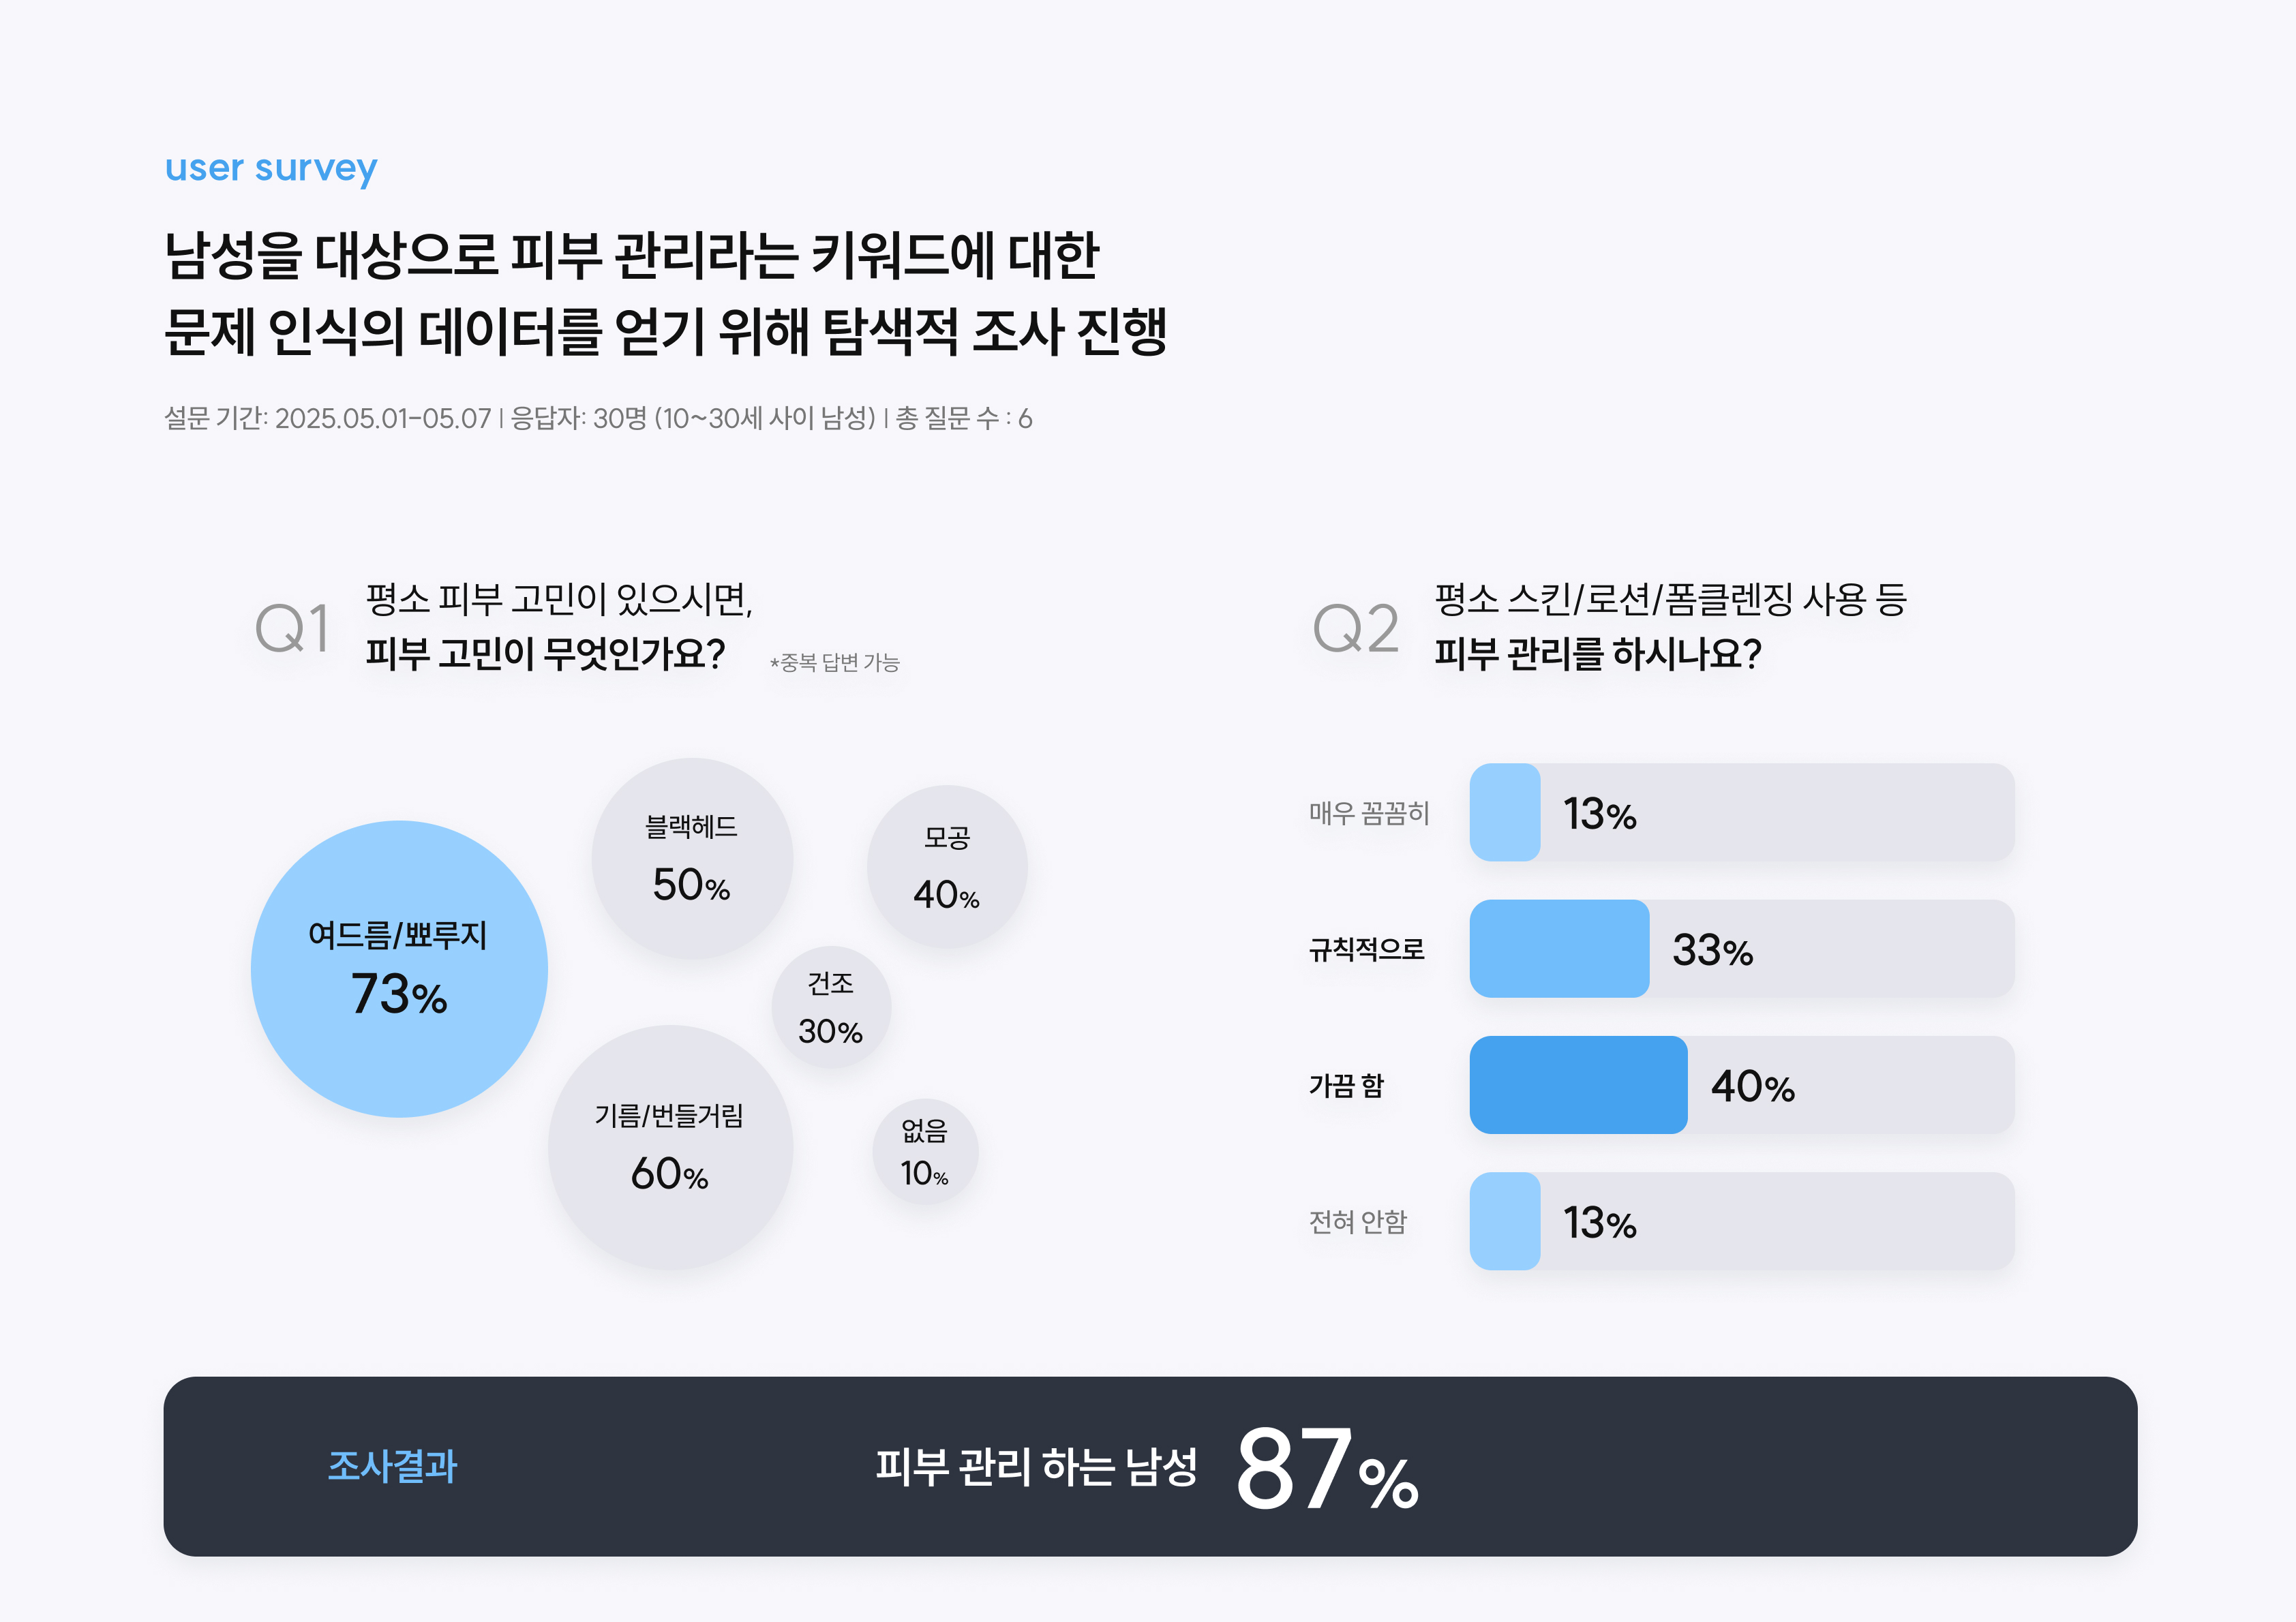 user survey
남성을 대상으로 피부 관리라는 키워드에 대한
문제 인식의 데이터를 얻기 위해 탐색적 조사 진행
설문 기간: 2025.05.01-05.07 | 응답자: 30명 (10~30세 사이 남성) | 총 질문 수 : 6
Q1
평소 피부 고민이 있으시면,
피부 고민이 무엇인가요?
*중복 답변 가능
여드름/뾰루지
73%
블랙헤드
50%
모공
40%
건조
30%
기름/번들거림
60%
없음
10%
Q2
평소 스킨/로션/폼클렌징 사용 등
피부 관리를 하시나요?
매우 꼼꼼히 13%
규칙적으로 33%
가끔 함 40%
전혀 안함 13%
조사결과 피부 관리 하는 남성 87%